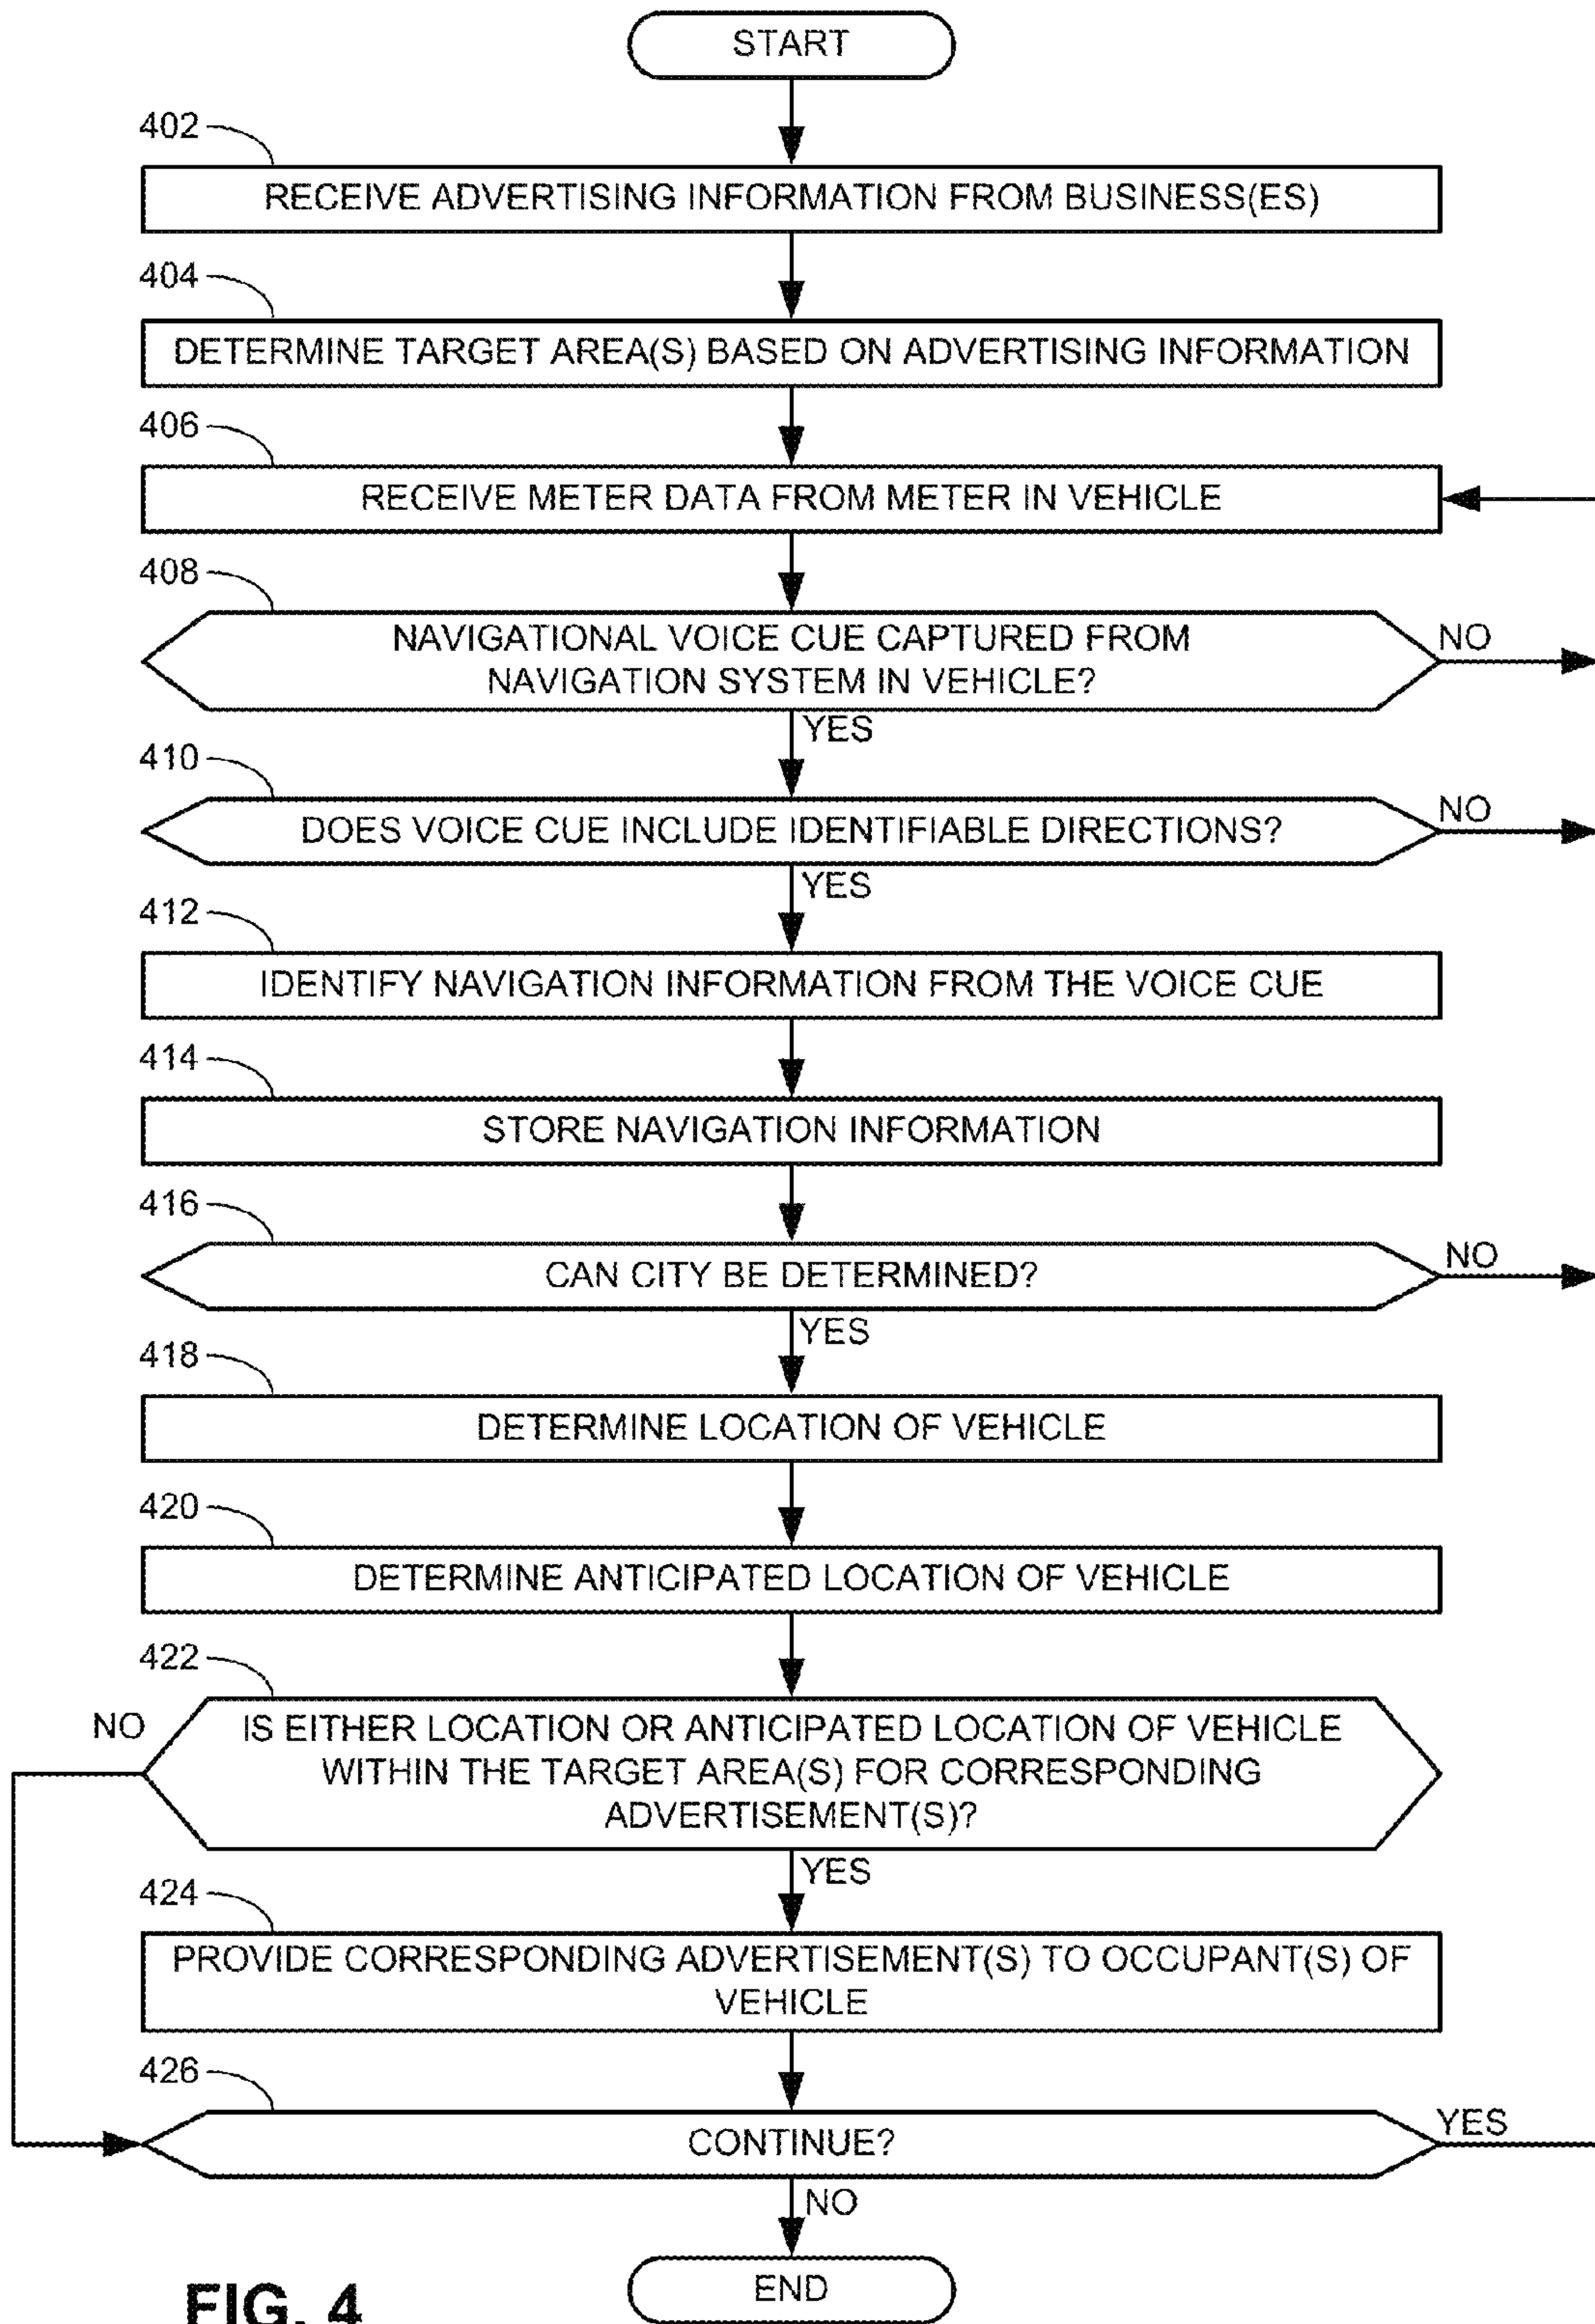 START
402
RECEIVE ADVERTISING INFORMATION FROM BUSINESS(ES)
404
DETERMINE TARGET AREA(S) BASED ON ADVERTISING INFORMATION
406
RECEIVE METER DATA FROM METER IN VEHICLE
408
NAVIGATIONAL VOICE CUE CAPTURED FROM
NAVIGATION SYSTEM IN VEHICLE?
NO
YES
410
DOES VOICE CUE INCLUDE IDENTIFIABLE DIRECTIONS?
NO
YES
412
IDENTIFY NAVIGATION INFORMATION FROM THE VOICE CUE
414
STORE NAVIGATION INFORMATION
416
CAN CITY BE DETERMINED?
NO
YES
418
DETERMINE LOCATION OF VEHICLE
420
DETERMINE ANTICIPATED LOCATION OF VEHICLE
422
NO
IS EITHER LOCATION OR ANTICIPATED LOCATION OF VEHICLE
WITHIN THE TARGET AREA(S) FOR CORRESPONDING
ADVERTISEMENT(S)?
YES
424
PROVIDE CORRESPONDING ADVERTISEMENT(S) TO OCCUPANT(S) OF
VEHICLE
426
CONTINUE?
YES
NO
END
FIG. 4